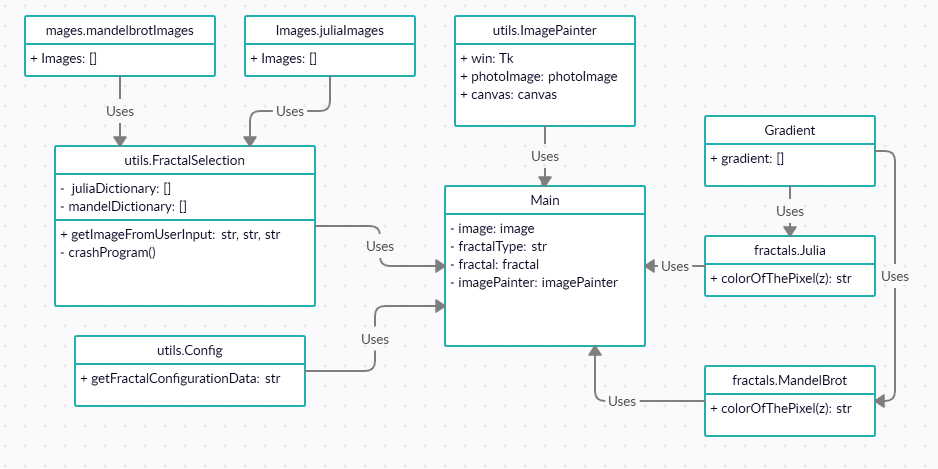 mages.mandelbrotImages
+ Images: []
Images.juliaImages
+ Images: []
utils.ImagePainter
+ win: Tk
+ photoImage: photoImage
+ canvas: canvas
Uses
Uses
Uses
utils.FractalSelection
- juliaDictionary: []
- mandelDictionary: []
+ getImageFromUserInput: str, str, str
- crashProgram()
Uses
Main
- image: image
- fractalType: str
- fractal: fractal
- imagePainter: imagePainter
Gradient
+ gradient: []
Uses
Uses
fractals.Julia
+ colorOfThePixel(z): str
Uses
utils.Config
+ getFractalConfigurationData: str
Uses
fractals.MandelBrot
+ colorOfThePixel(z): str
Uses